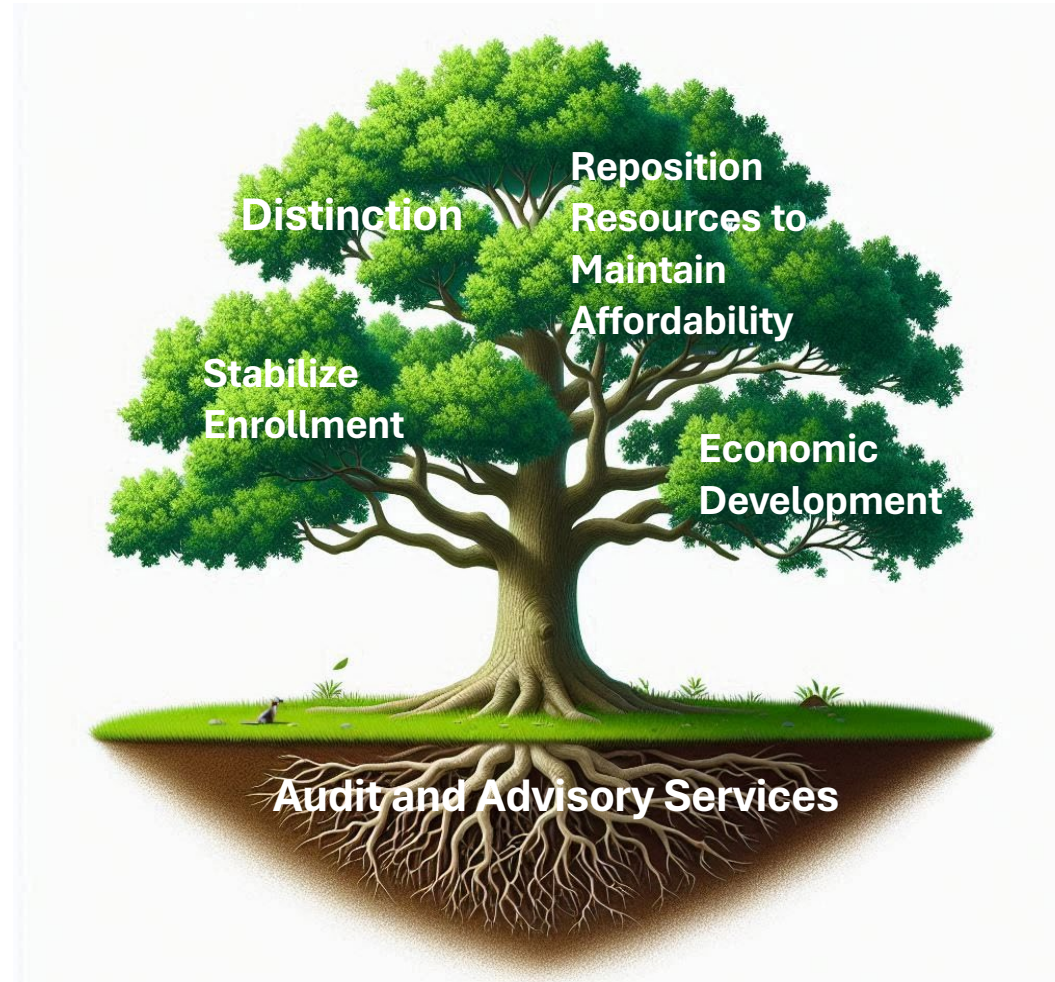 Distinction
Reposition
Resources to
Maintain
Affordability
Stabilize
Enrollment
Economic
Development
Audit and Advisory Services